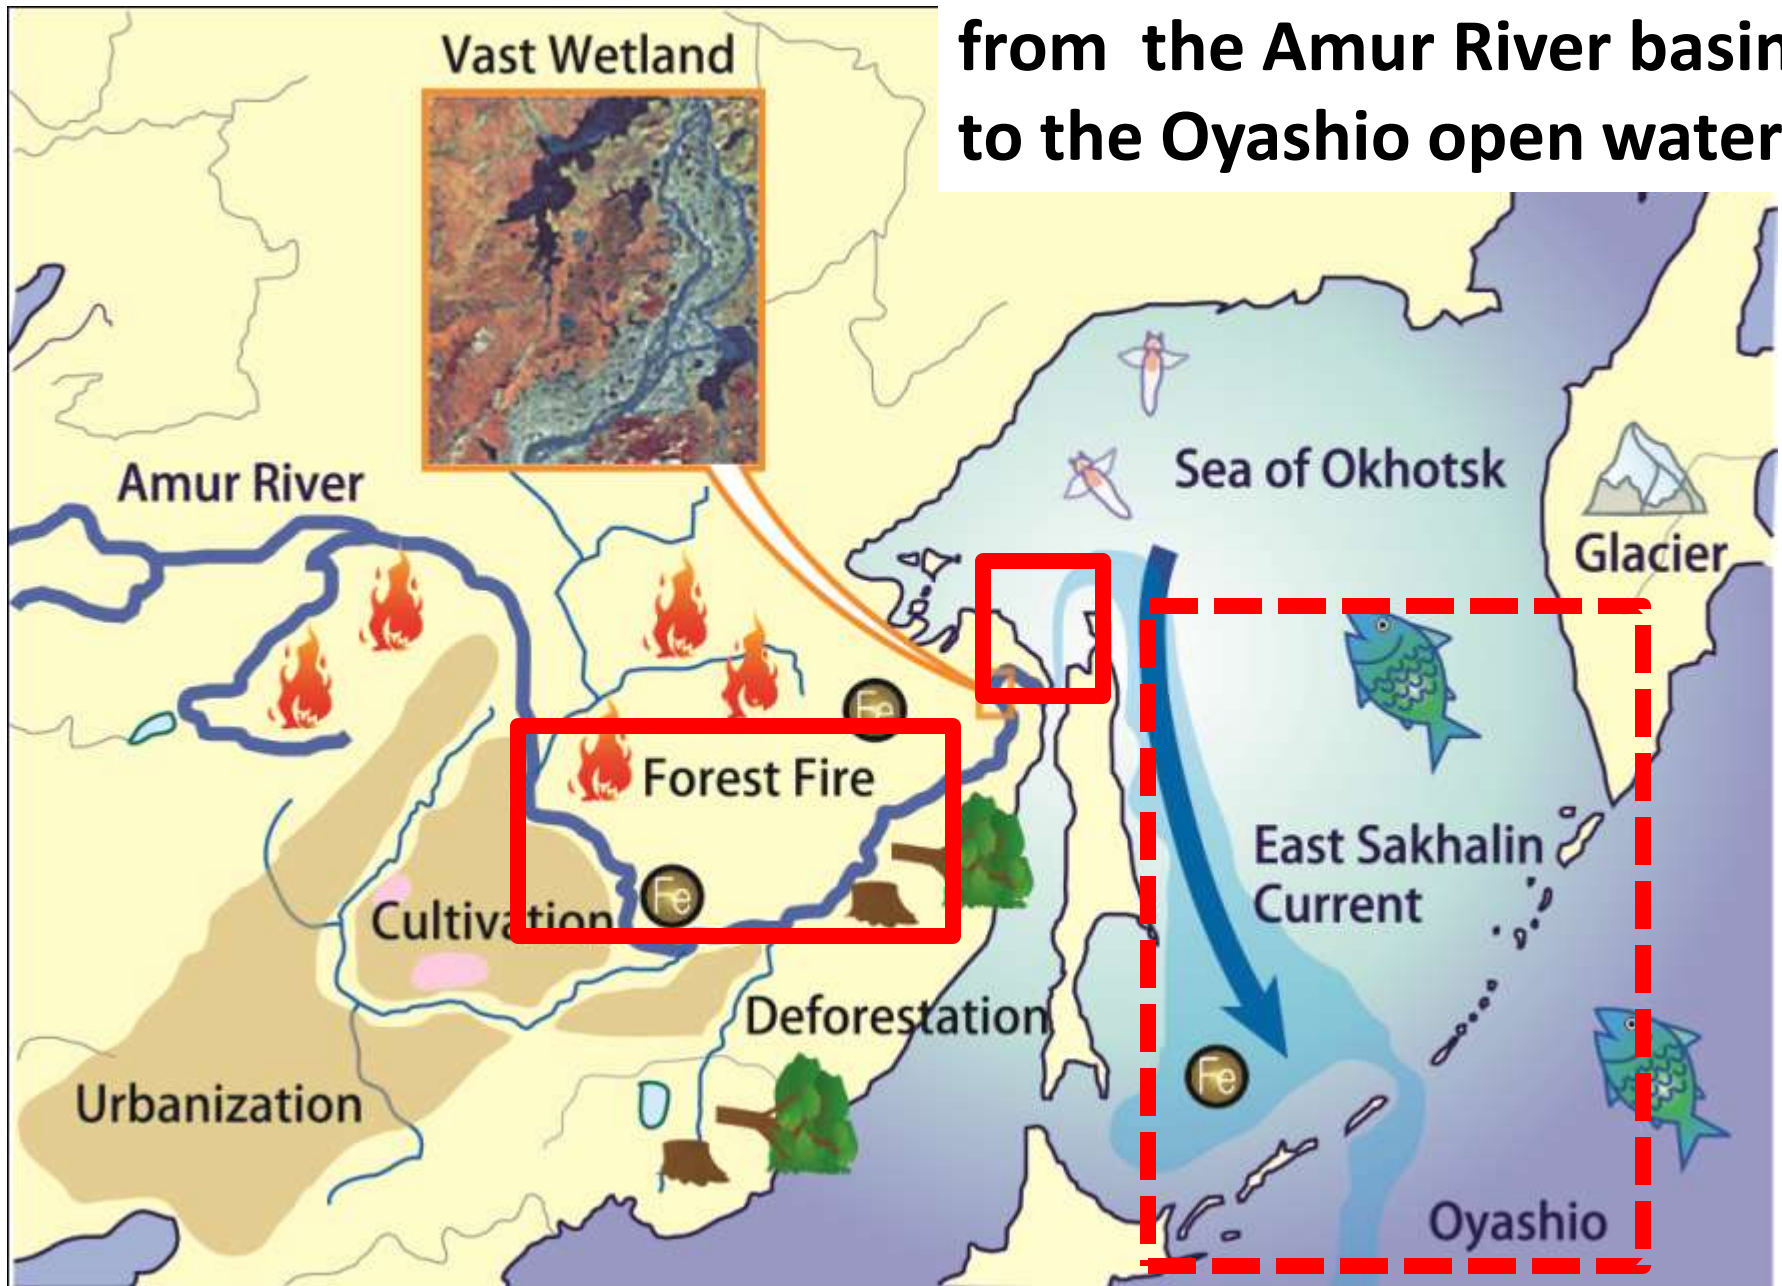 from the Amur River basin
to the Oyashio open water
Vast Wetland
Amur River
Sea of Okhotsk
Glacier
Fe
Forest Fire
East Sakhalin
Current
Fe
Cultivation
Deforestation
Fe
Urbanization
Oyashio